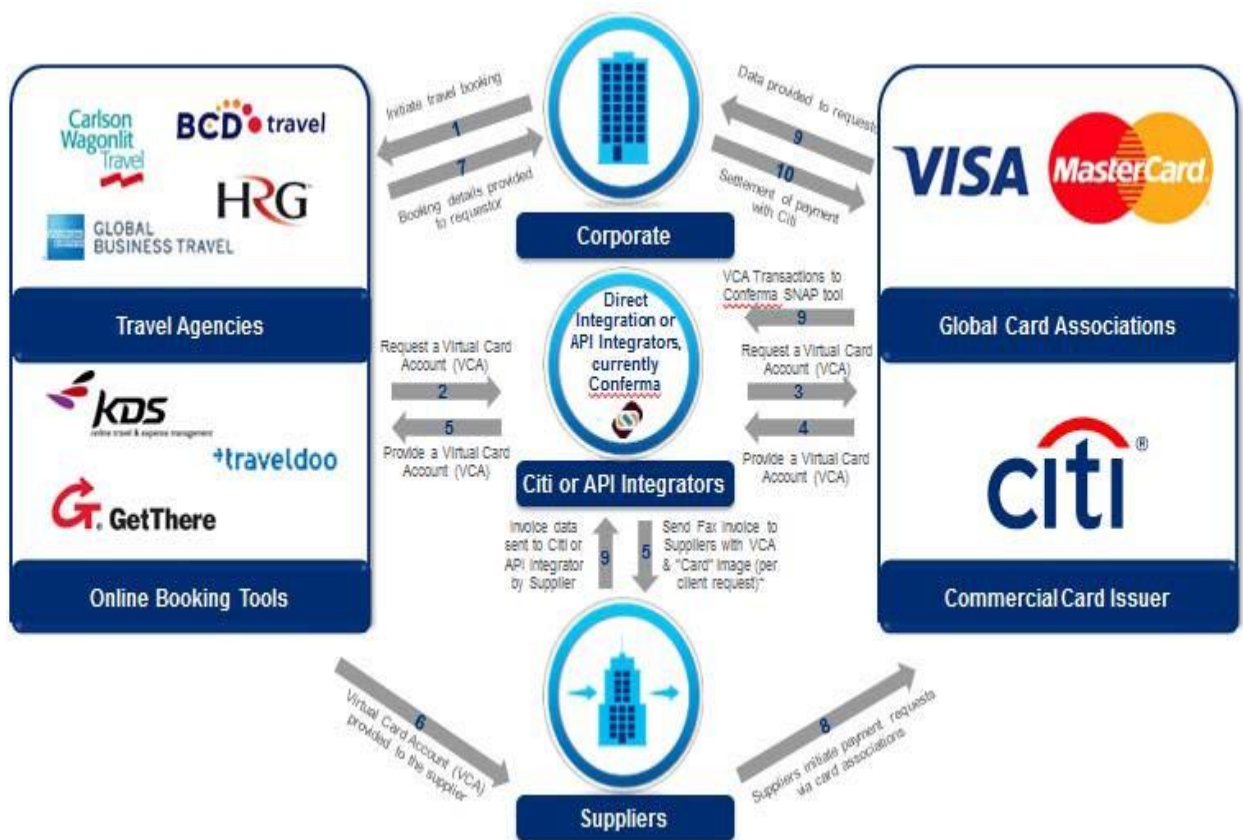 Carlson
Wagonlit
Travel
BCD travel
HRG
GLOBAL
BUSINESS TRAVEL
Travel Agencies
KDS
online travel & expense management
traveldoo
GetThere
Online Booking Tools
Initiate travel booking
1
7
Booking details provided
to requestor
Corporate
Data provided to requesto
9
10
Settlement of payment
with Citi
VISA
MasterCard
Global Card Associations
citi®
Commercial Card Issuer
Direct
Integration or
API Integrators,
currently
Conferma
Citi or API Integrators
Request a Virtual Card
Account (VCA)
2
5
Provide a Virtual Card
Account (VCA)
VCA Transactions to
Conferma SNAP tool
9
Request a Virtual Card
Account (VCA)
3
4
Provide a Virtual Card
Account (VCA)
Invoice data
sent to Citi or
API Integrator
by Supplier
9
5
Send Fax Invoice to
Suppliers with VCA
& "Card" Image (per
client request)*
6
Virtual Card Account (VCA)
provided to the supplier
8
Suppliers initiate payment requests
via card associations
Suppliers